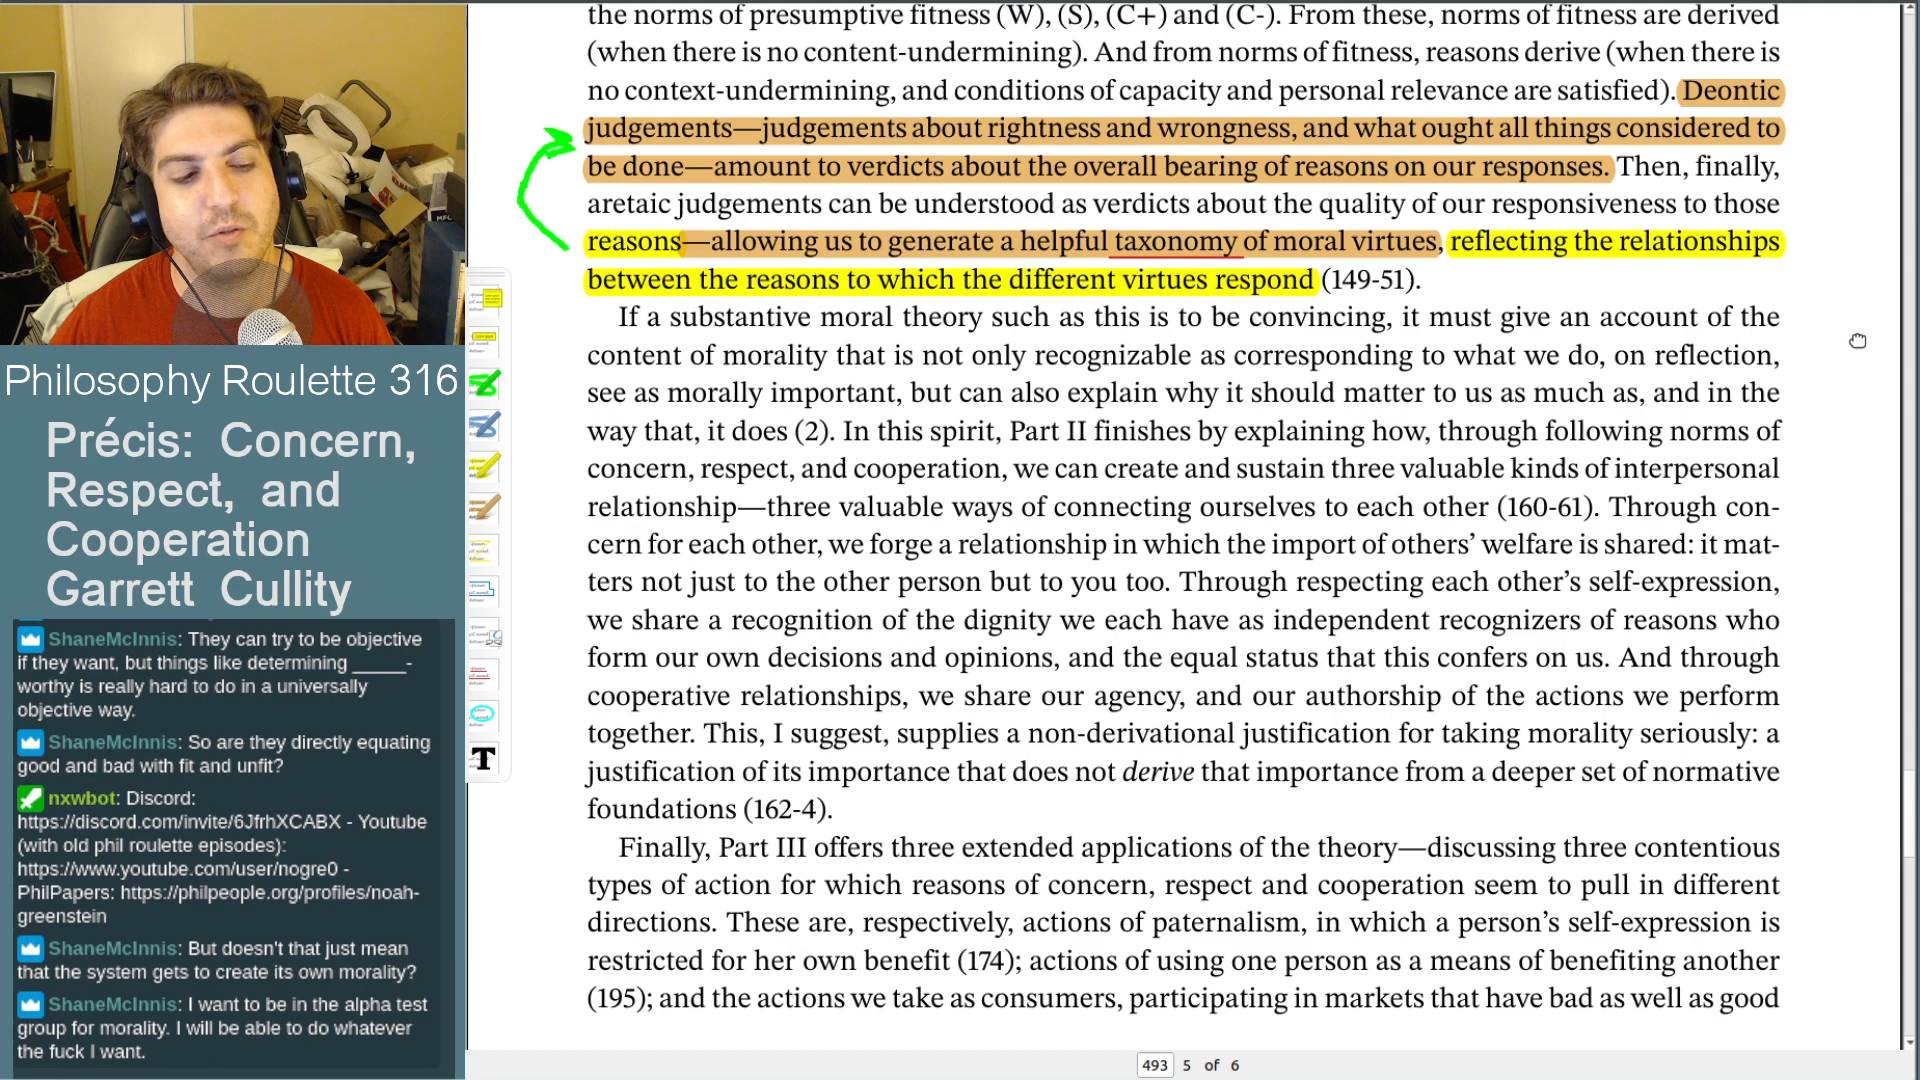 the norms of presumptive fitness (W), (S), (C+) and (C-). From these, norms of fitness are derived
(when there is no content-undermining). And from norms of fitness, reasons derive (when there is
no context-undermining, and conditions of capacity and personal relevance are satisfied). Deontic
judgements—judgements about rightness and wrongness, and what ought all things considered to
be done—amount to verdicts about the overall bearing of reasons on our responses. Then, finally,
aretaic judgements can be understood as verdicts about the quality of our responsiveness to those
reasons—allowing us to generate a helpful taxonomy of moral virtues, reflecting the relationships
between the reasons to which the different virtues respond (149-51).
If a substantive moral theory such as this is to be convincing, it must give an account of the
content of morality that is not only recognizable as corresponding to what we do, on reflection,
see as morally important, but can also explain why it should matter to us as much as, and in the
way that, it does (2). In this spirit, Part II finishes by explaining how, through following norms of
concern, respect, and cooperation, we can create and sustain three valuable kinds of interpersonal
relationship—three valuable ways of connecting ourselves to each other (160-61). Through con-
cern for each other, we forge a relationship in which the import of others’ welfare is shared: it mat-
ters not just to the other person but to you too. Through respecting each other’s self-expression,
we share a recognition of the dignity we each have as independent recognizers of reasons who
form our own decisions and opinions, and the equal status that this confers on us. And through
cooperative relationships, we share our agency, and our authorship of the actions we perform
together. This, I suggest, supplies a non-derivational justification for taking morality seriously: a
justification of its importance that does not derive that importance from a deeper set of normative
foundations (162-4).
Finally, Part III offers three extended applications of the theory—discussing three contentious
types of action for which reasons of concern, respect and cooperation seem to pull in different
directions. These are, respectively, actions of paternalism, in which a person’s self-expression is
restricted for her own benefit (174); actions of using one person as a means of benefiting another
(195); and the actions we take as consumers, participating in markets that have bad as well as good
493 5 of 6
T
MFC
Philosophy Roulette 316
Précis: Concern,
Respect, and
Cooperation
Garrett Cullity
ShaneMcInnis: They can try to be objective
if they want, but things like determining _____-
worthy is really hard to do in a universally
objective way.
ShaneMcInnis: So are they directly equating
good and bad with fit and unfit?
nxwbot: Discord:
https://discord.com/invite/6JfrhXCABX - Youtube
(with old phil roulette episodes):
https://www.youtube.com/user/nogre0 -
PhilPapers: https://philpeople.org/profiles/noah-
greenstein
ShaneMcInnis: But doesn't that just mean
that the system gets to create its own morality?
ShaneMcInnis: I want to be in the alpha test
group for morality. I will be able to do whatever
the fuck I want.